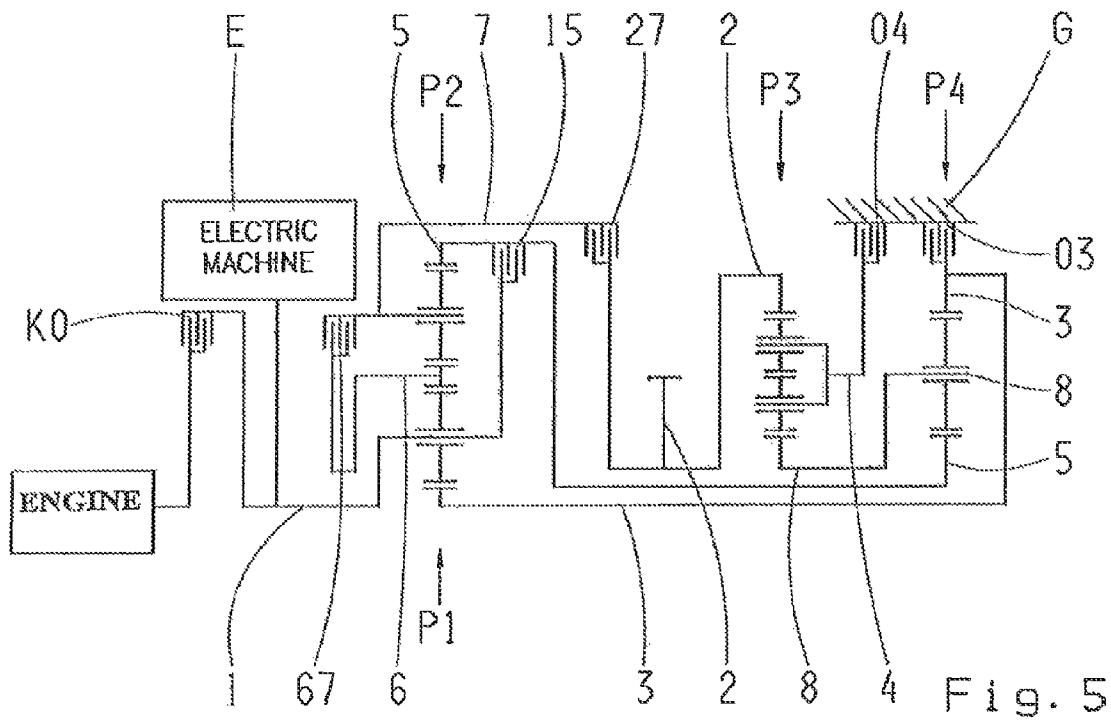 E 5 7 15 27 2 04 G
P2 P3 P4
ELECTRIC
MACHINE
03
K0 3
8
5
ENGINE
P1
1 67 6 3 2 8 4 Fig. 5